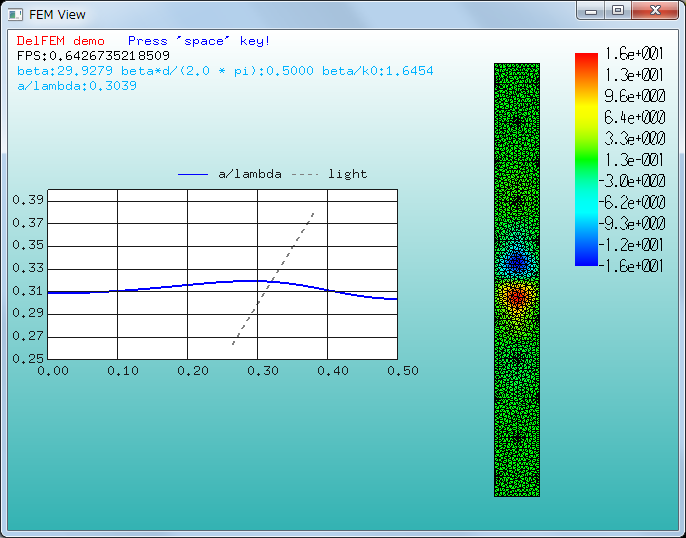 FEM View
DelFEM demo Press "space" key!
FPS:0.6426735218509
beta:29.9279 beta*d/(2.0 * pi):0.5000 beta/k0:1.6454
a/lambda:0.3039
a/lambda light
0.39
0.37
0.35
0.33
0.31
0.29
0.27
0.25
0.00 0.10 0.20 0.30 0.40 0.50
1.6e+001
1.3e+001
9.6e+000
6.4e+000
3.3e+000
1.3e-001
-3.0e+000
-6.2e+000
-9.3e+000
-1.2e+001
-1.6e+001